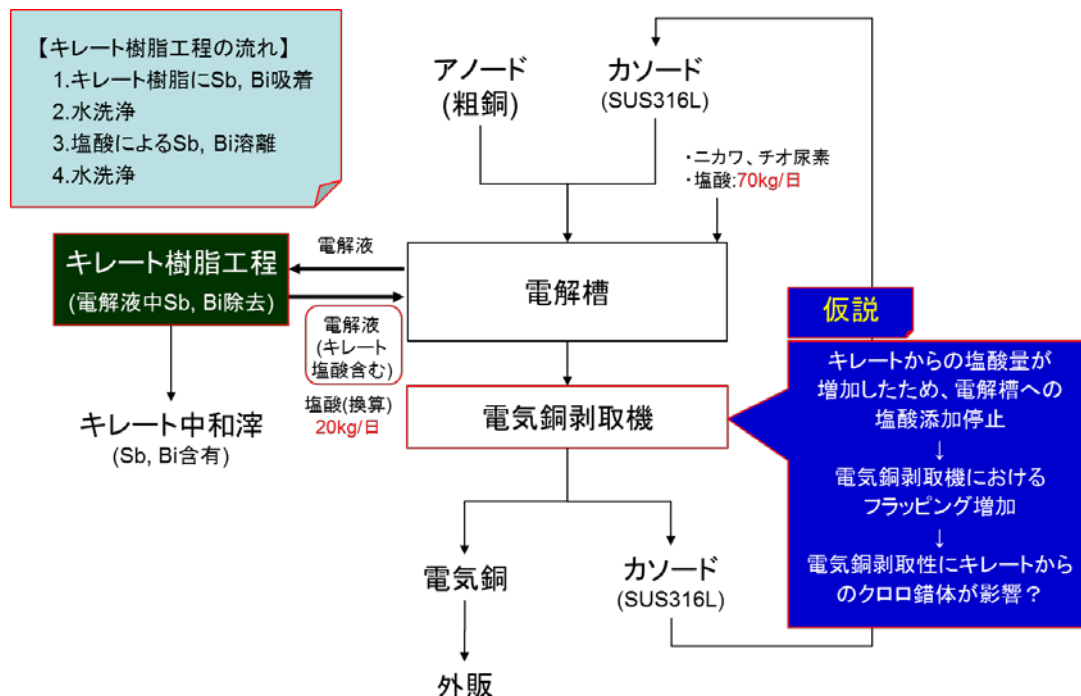 【キレート樹脂工程の流れ】
1.キレート樹脂にSb, Bi吸着
2.水洗浄
3.塩酸によるSb, Bi溶離
4.水洗浄
アノード
(粗銅)
カソード
(SUS316L)
・ニカワ、チオ尿素
・塩酸:70kg/日
キレート樹脂工程
(電解液中Sb, Bi除去)
電解液
電解槽
電解液
(キレート
塩酸含む)
塩酸(換算)
20kg/日
キレート中和滓
(Sb, Bi含有)
電気銅剥取機
仮説
キレートからの塩酸量が
増加したため、電解槽への
塩酸添加停止
↓
電気銅剥取機における
フラッピング増加
↓
電気銅剥取性にキレートから
のクロロ錯体が影響？
電気銅
カソード
(SUS316L)
外販